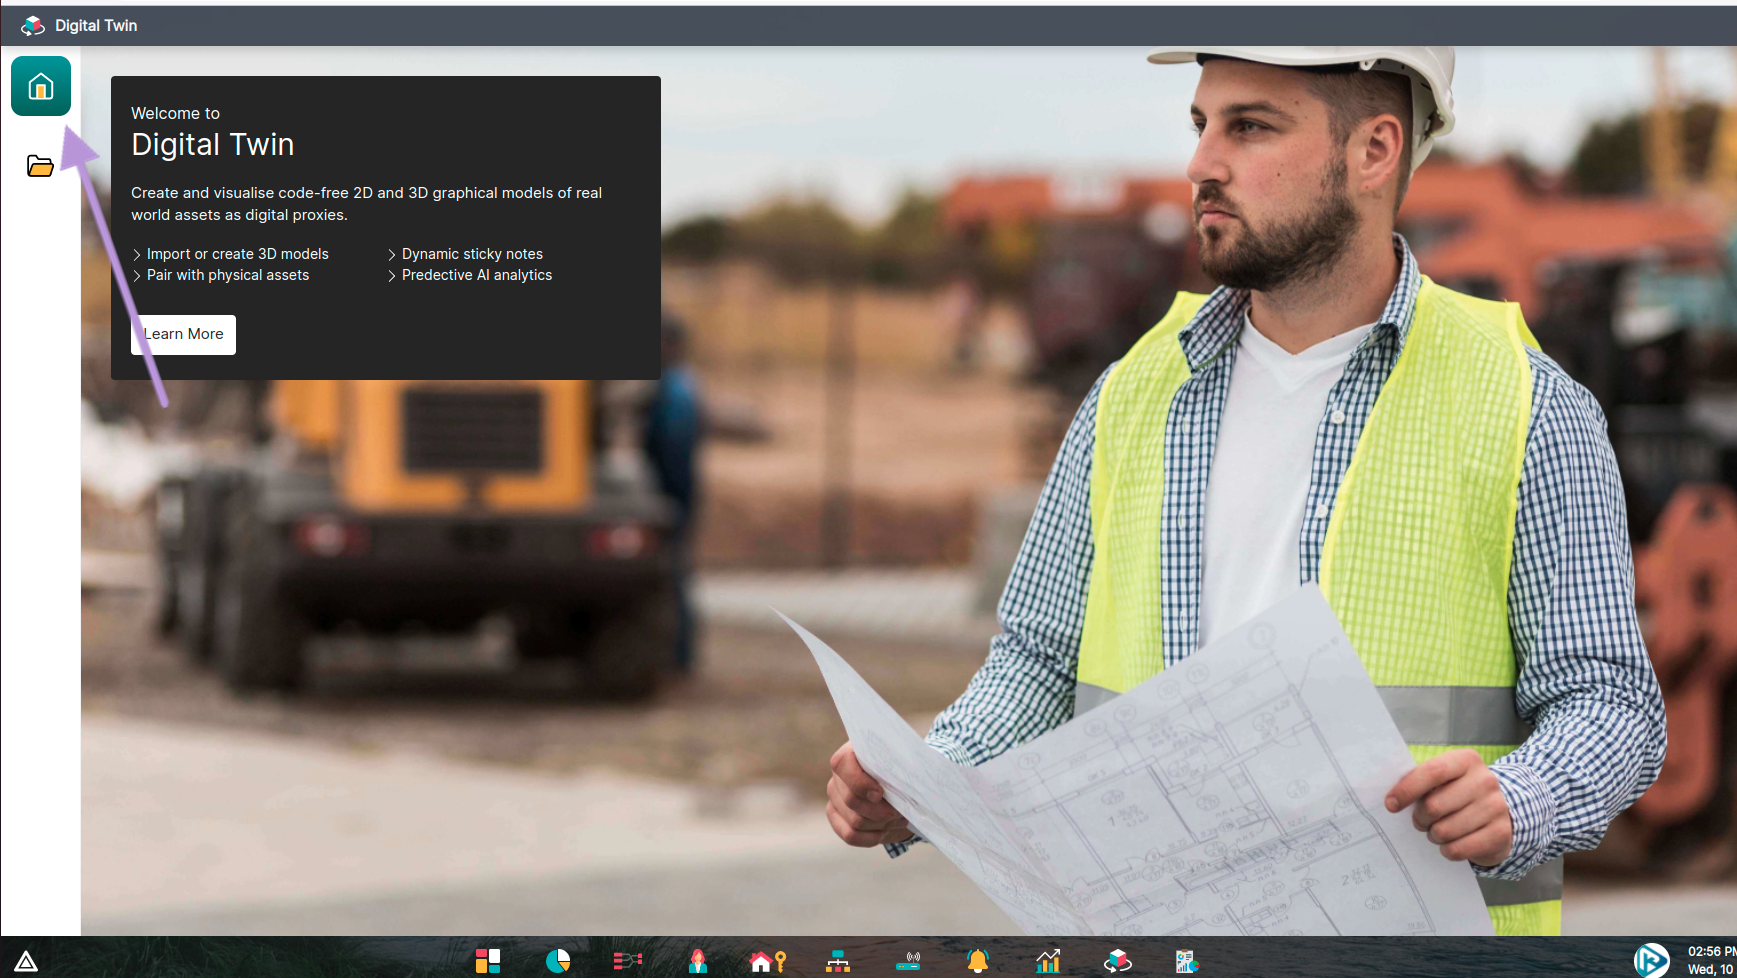 Digital Twin
Welcome to
Digital Twin
Create and visualise code-free 2D and 3D graphical models of real
world assets as digital proxies.
Import or create 3D models
Dynamic sticky notes
Pair with physical assets
Predective AI analytics
Learn More
02:56 PM
Wed, 10